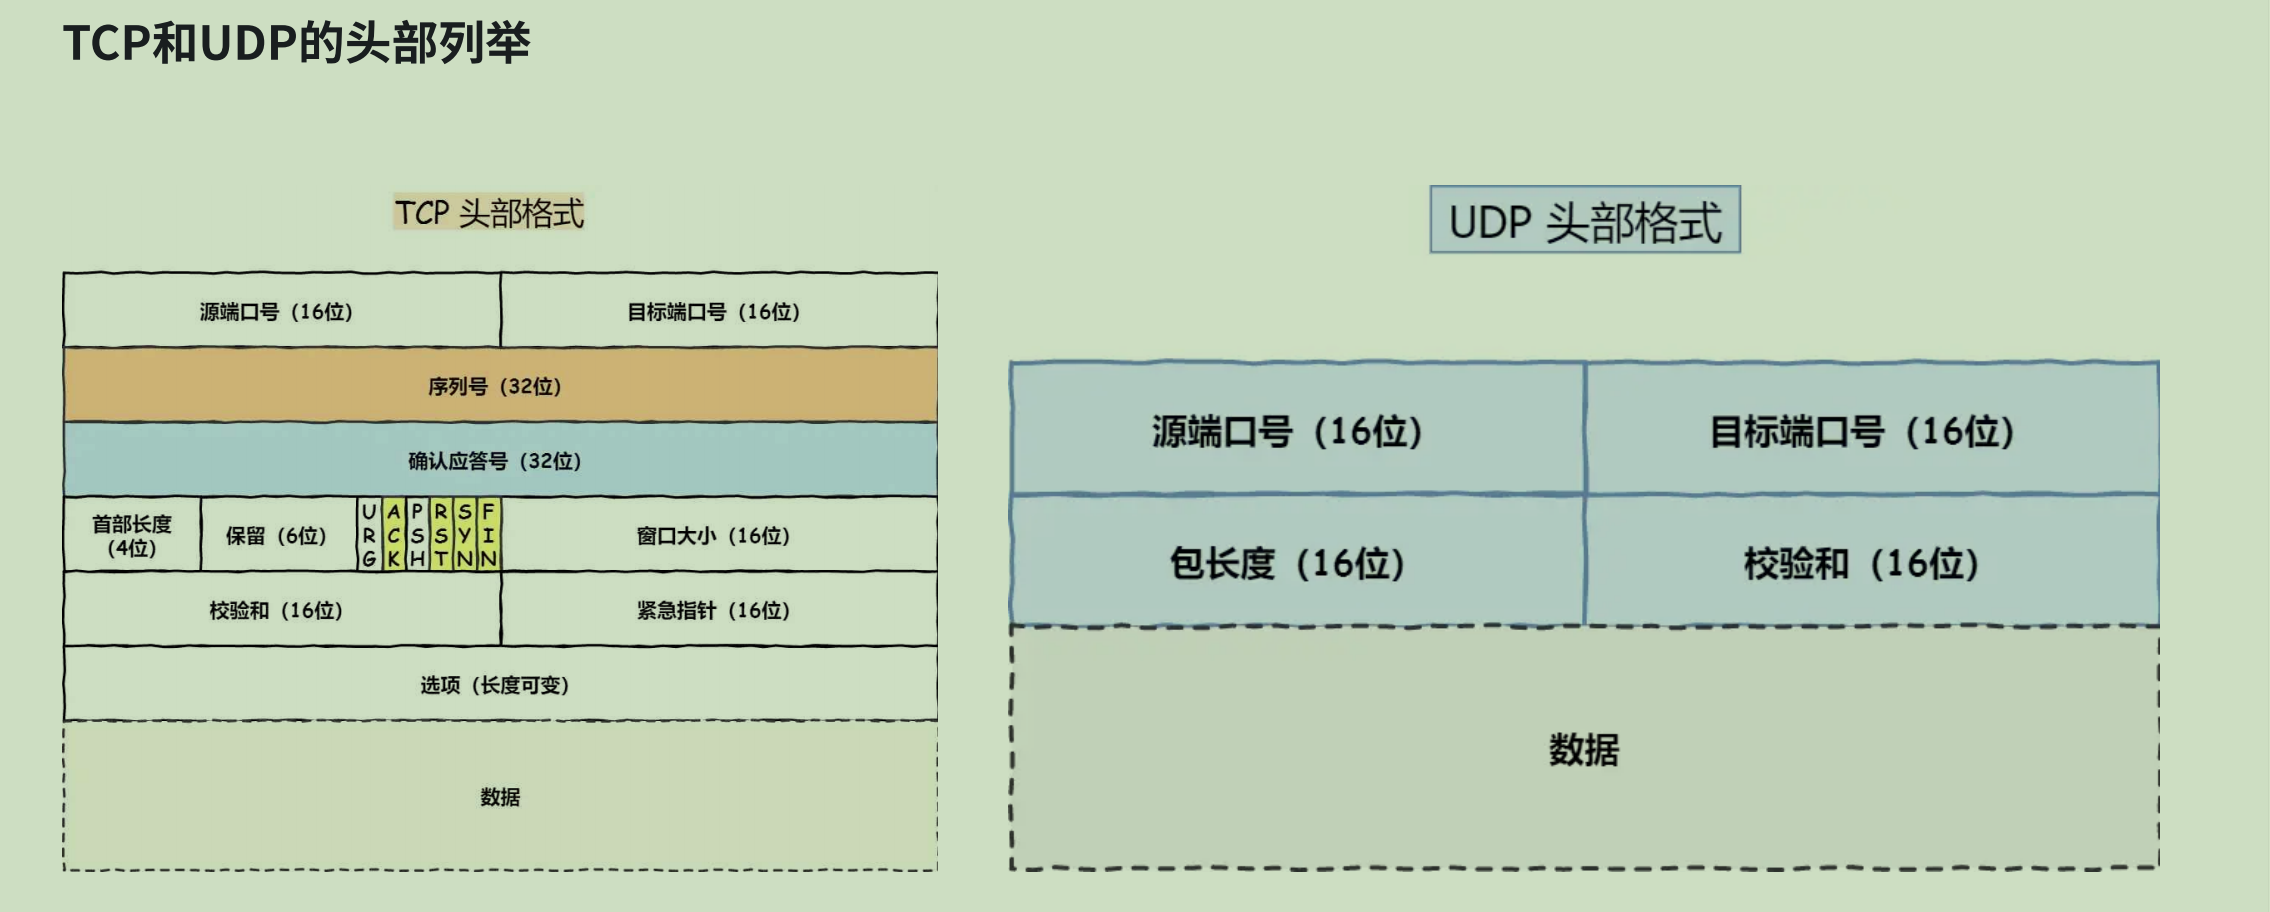 TCP和UDP的头部列举
TCP 头部格式
源端口号（16位） 目标端口号（16位）
序列号（32位）
确认应答号（32位）
首部长度
（4位）
保留（6位）
URG
ACK
PSH
RST
SYN
FIN
窗口大小（16位）
校验和（16位） 紧急指针（16位）
选项（长度可变）
数据
UDP 头部格式
源端口号（16位） 目标端口号（16位）
包长度（16位） 校验和（16位）
数据